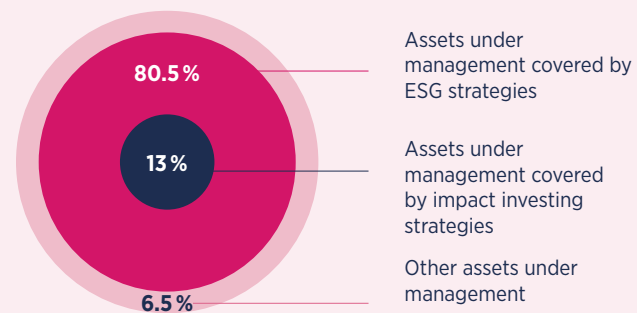 80.5 %
Assets under
management covered by
ESG strategies
13 %
Assets under
management covered
by impact investing
strategies
6.5 %
Other assets under
management